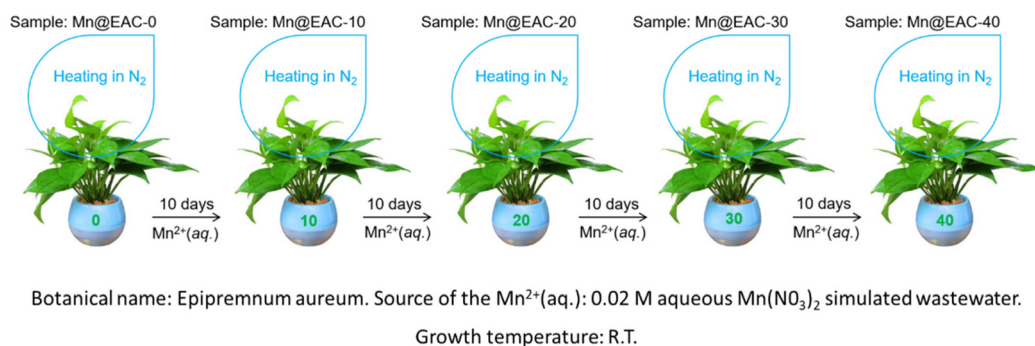 Sample: Mn@EAC-0 Sample: Mn@EAC-10 Sample: Mn@EAC-20 Sample: Mn@EAC-30 Sample: Mn@EAC-40
Heating in N₂ Heating in N₂ Heating in N₂ Heating in N₂ Heating in N₂
0 10 days 10 10 days 20 10 days 30 10 days 40
Mn²⁺(aq.) Mn²⁺(aq.) Mn²⁺(aq.) Mn²⁺(aq.)
Botanical name: Epipremnum aureum. Source of the Mn²⁺(aq.): 0.02 M aqueous Mn(N0₃)₂ simulated wastewater.
Growth temperature: R.T.